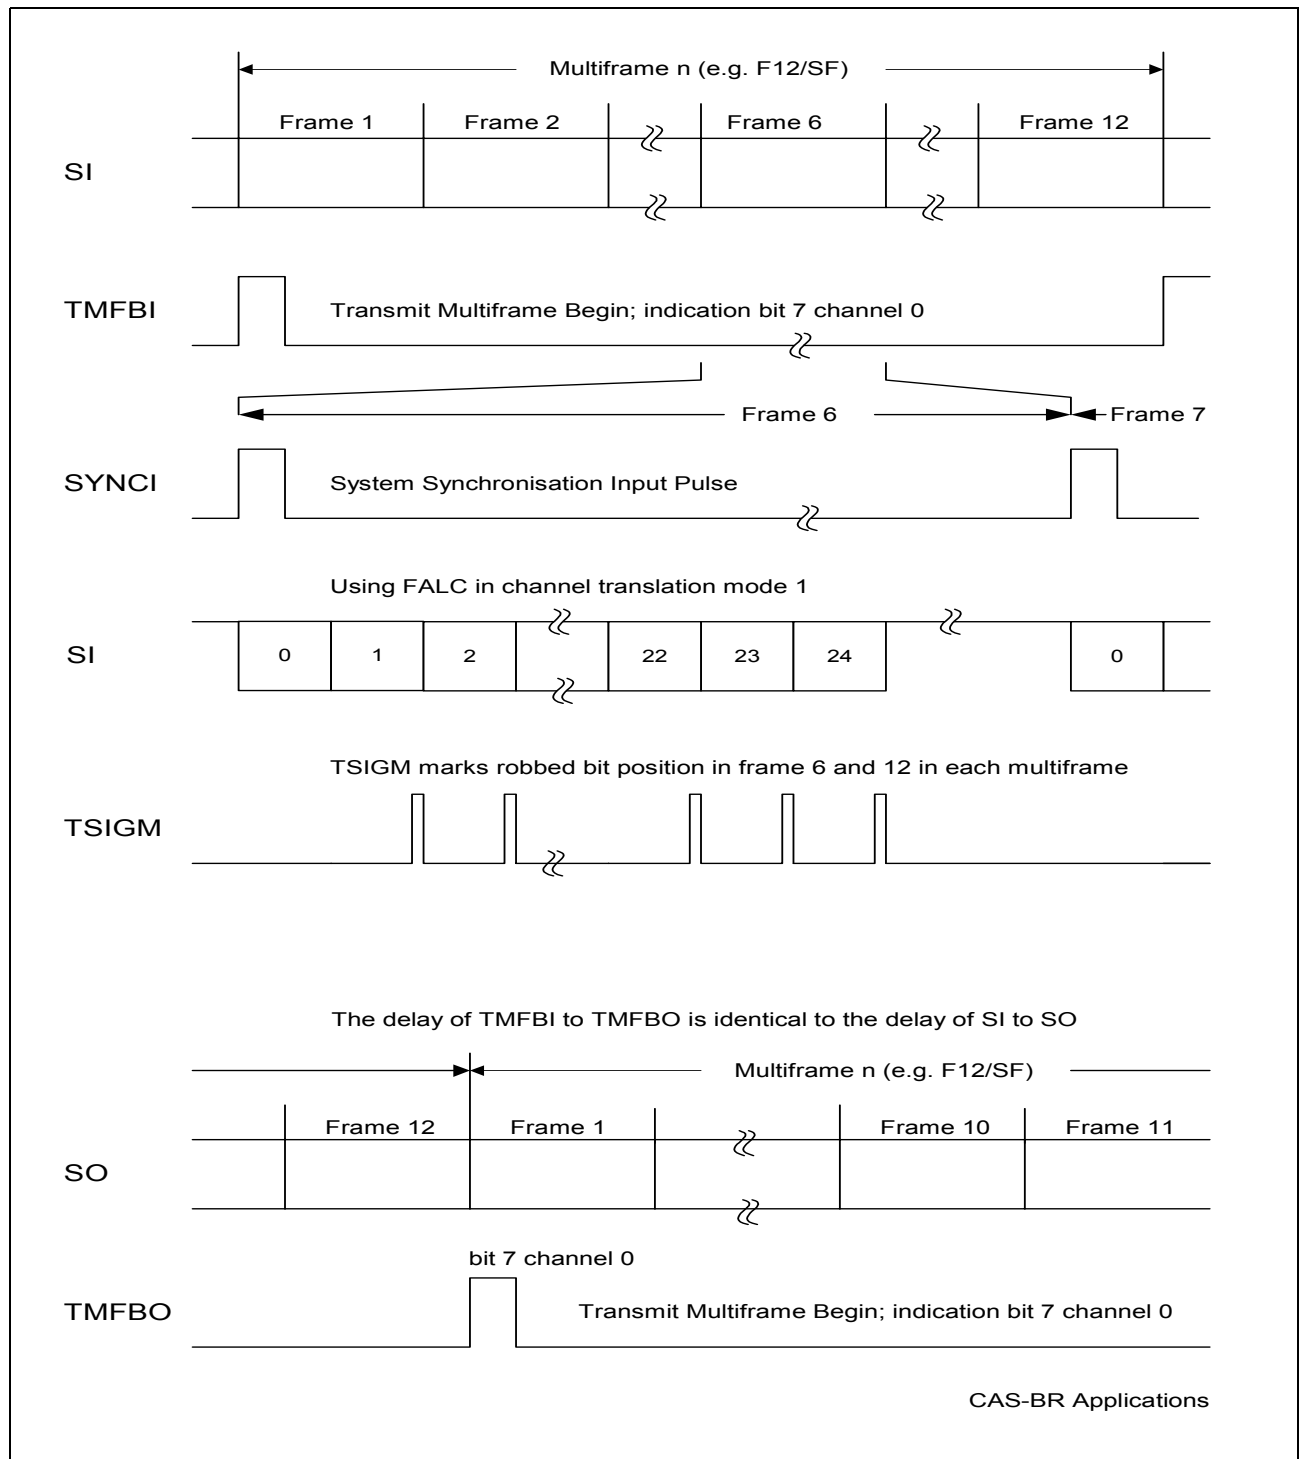 Multiframe n (e.g. F12/SF)
Frame 1 Frame 2 Frame 6 Frame 12
SI
TMFBI Transmit Multiframe Begin; indication bit 7 channel 0
Frame 6 Frame 7
SYNCI System Synchronisation Input Pulse
Using FALC in channel translation mode 1
SI 0 1 2 22 23 24 0
TSIGM marks robbed bit position in frame 6 and 12 in each multiframe
TSIGM
The delay of TMFBI to TMFBO is identical to the delay of SI to SO
Multiframe n (e.g. F12/SF)
Frame 12 Frame 1 Frame 10 Frame 11
SO
bit 7 channel 0
TMFBO Transmit Multiframe Begin; indication bit 7 channel 0
CAS-BR Applications